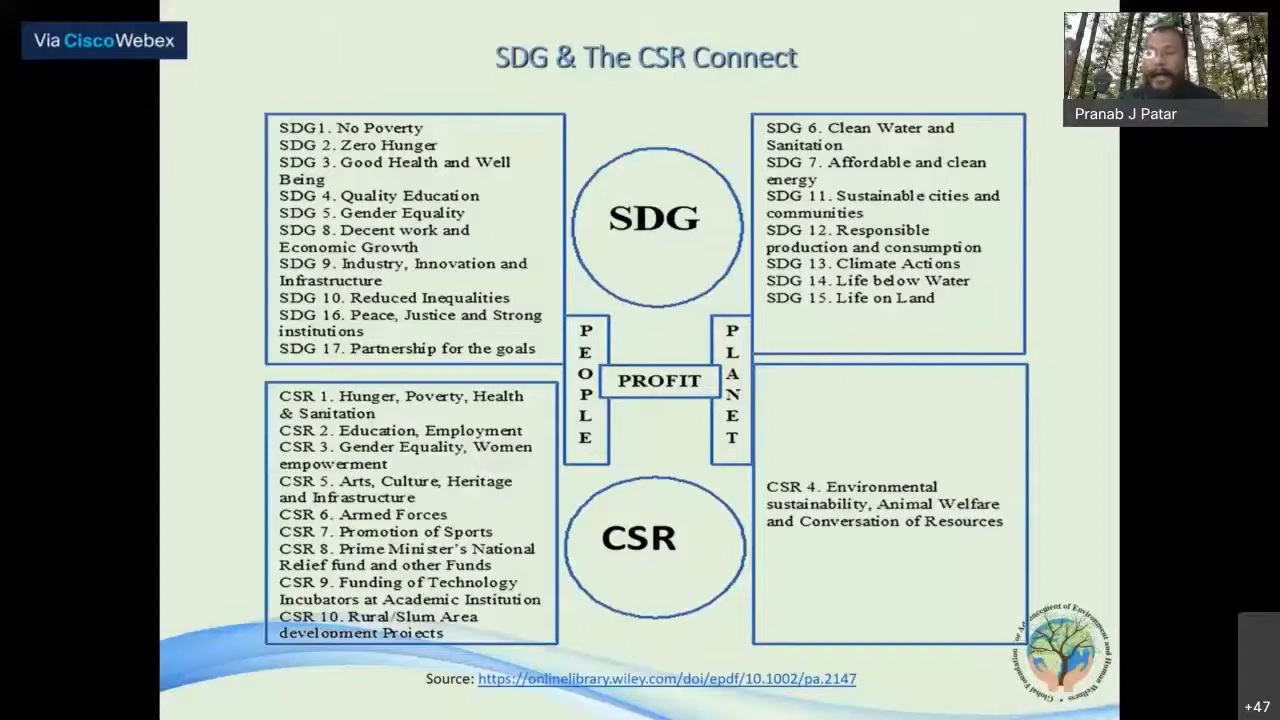 Via CiscoWebex
SDG & The CSR Connect
Pranab J Patar
SDG1. No Poverty
SDG 2. Zero Hunger
SDG 3. Good Health and Well
Being
SDG 4. Quality Education
SDG 5. Gender Equality
SDG 8. Decent work and
Economic Growth
SDG 9. Industry, Innovation and
Infrastructure
SDG 10. Reduced Inequalities
SDG 16. Peace, Justice and Strong
institutions
SDG 17. Partnership for the goals
SDG
SDG 6. Clean Water and
Sanitation
SDG 7. Affordable and clean
energy
SDG 11. Sustainable cities and
communities
SDG 12. Responsible
production and consumption
SDG 13. Climate Actions
SDG 14. Life below Water
SDG 15. Life on Land
PEOPLE
PROFIT
PLANET
CSR 1. Hunger, Poverty, Health
& Sanitation
CSR 2. Education, Employment
CSR 3. Gender Equality, Women
empowerment
CSR 5. Arts, Culture, Heritage
and Infrastructure
CSR 6. Armed Forces
CSR 7. Promotion of Sports
CSR 8. Prime Minister's National
Relief fund and other Funds
CSR 9. Funding of Technology
Incubators at Academic Institution
CSR 10. Rural/Slum Area
development Projects
CSR
CSR 4. Environmental
sustainability, Animal Welfare
and Conversation of Resources
Global Foundation for Advancement of Environment and Human Wellness
Source: https://onlinelibrary.wiley.com/doi/epdf/10.1002/pa.2147
+47